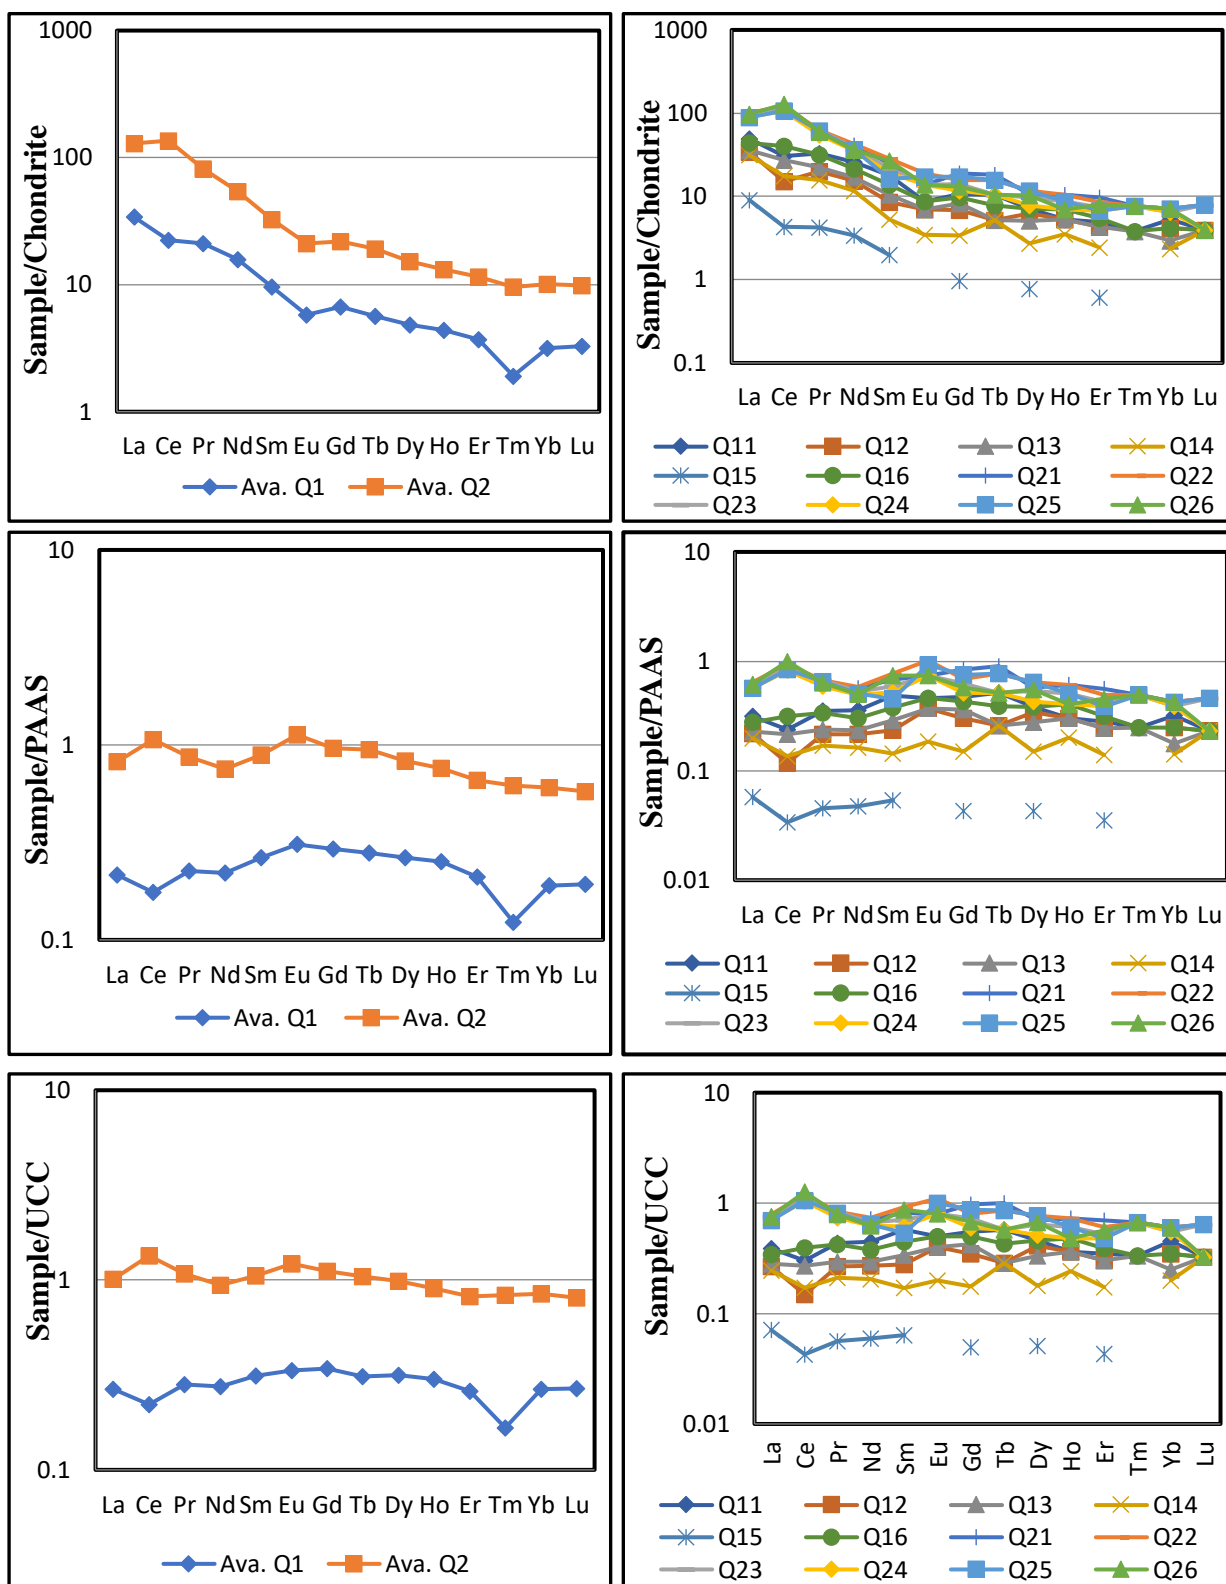 Sample/Chondrite
1000
100
10
1
La Ce Pr Nd Sm Eu Gd Tb Dy Ho Er Tm Yb Lu
Ava. Q1 Ava. Q2
Sample/Chondrite
1000
100
10
1
0.1
La Ce Pr Nd Sm Eu Gd Tb Dy Ho Er Tm Yb Lu
Q11 Q12 Q13 Q14
Q15 Q16 Q21 Q22
Q23 Q24 Q25 Q26
Sample/PAAS
10
1
0.1
La Ce Pr Nd Sm Eu Gd Tb Dy Ho Er Tm Yb Lu
Ava. Q1 Ava. Q2
Sample/PAAS
10
1
0.1
0.01
La Ce Pr Nd Sm Eu Gd Tb Dy Ho Er Tm Yb Lu
Q11 Q12 Q13 Q14
Q15 Q16 Q21 Q22
Q23 Q24 Q25 Q26
Sample/UCC
10
1
0.1
La Ce Pr Nd Sm Eu Gd Tb Dy Ho Er Tm Yb Lu
Ava. Q1 Ava. Q2
Sample/UCC
10
1
0.1
0.01
La Ce Pr Nd Sm Eu Gd Tb Dy Ho Er Tm Yb Lu
Q11 Q12 Q13 Q14
Q15 Q16 Q21 Q22
Q23 Q24 Q25 Q26